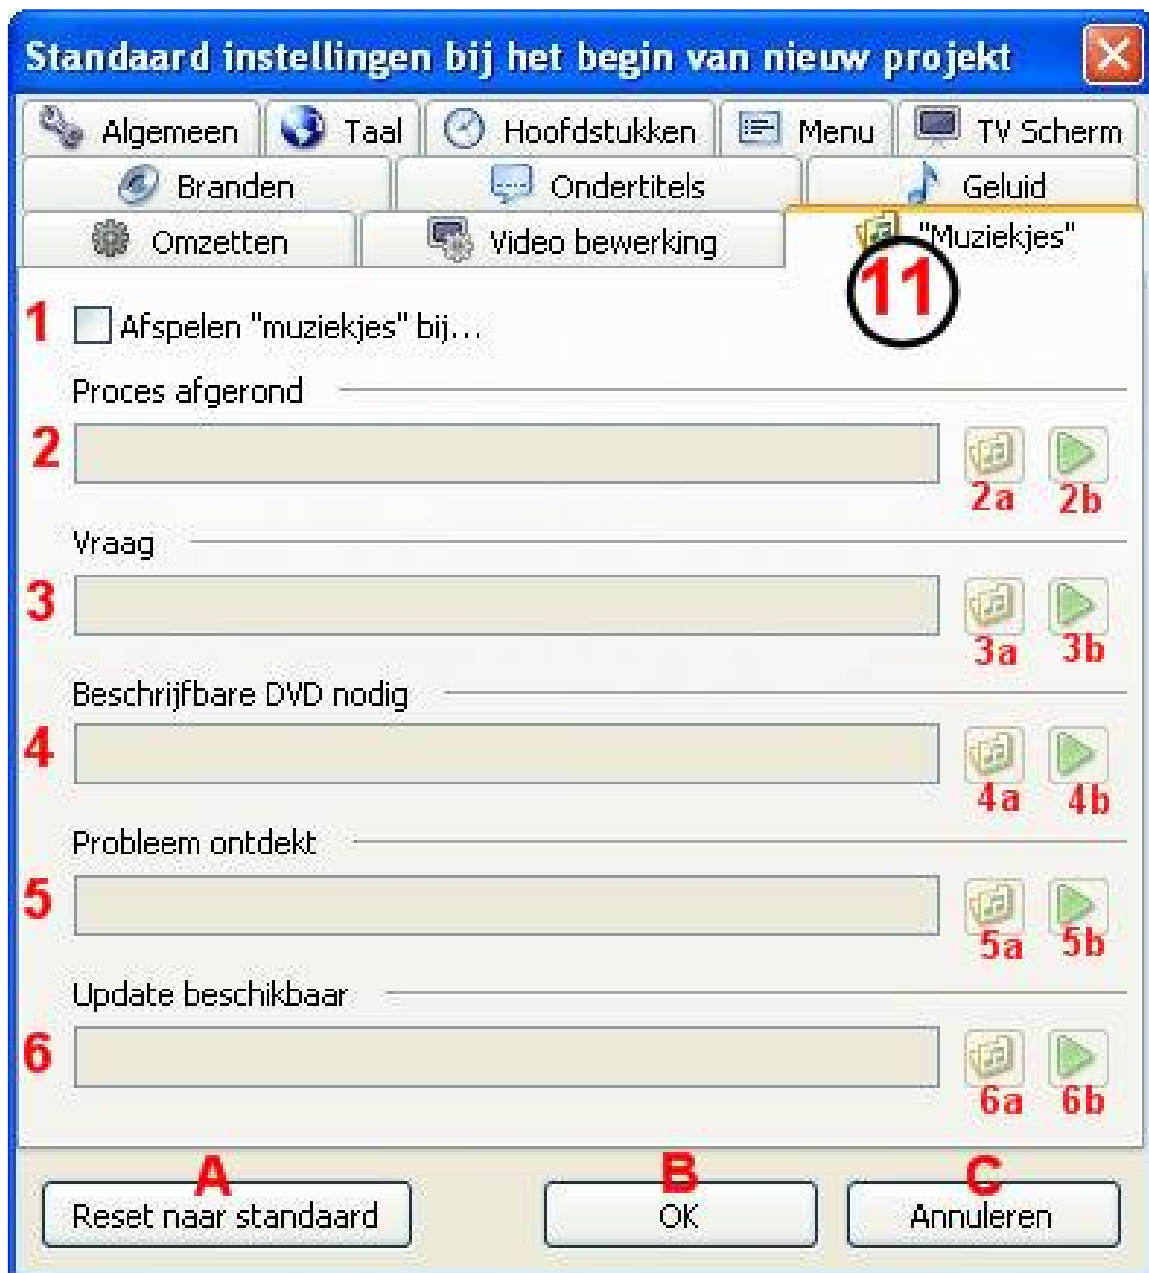 Standaard instellingen bij het begin van nieuw projekt
Algemeen Taal Hoofdstukken Menu TV Scherm
Branden Ondertitels Geluid
Omzetten Video bewerking "Muziekjes"
11
1 Afspelen "muziekjes" bij...
Proces afgerond
2
2a 2b
Vraag
3
3a 3b
Beschrijfbare DVD nodig
4
4a 4b
Probleem ontdekt
5
5a 5b
Update beschikbaar
6
6a 6b
A B C
Reset naar standaard OK Annuleren